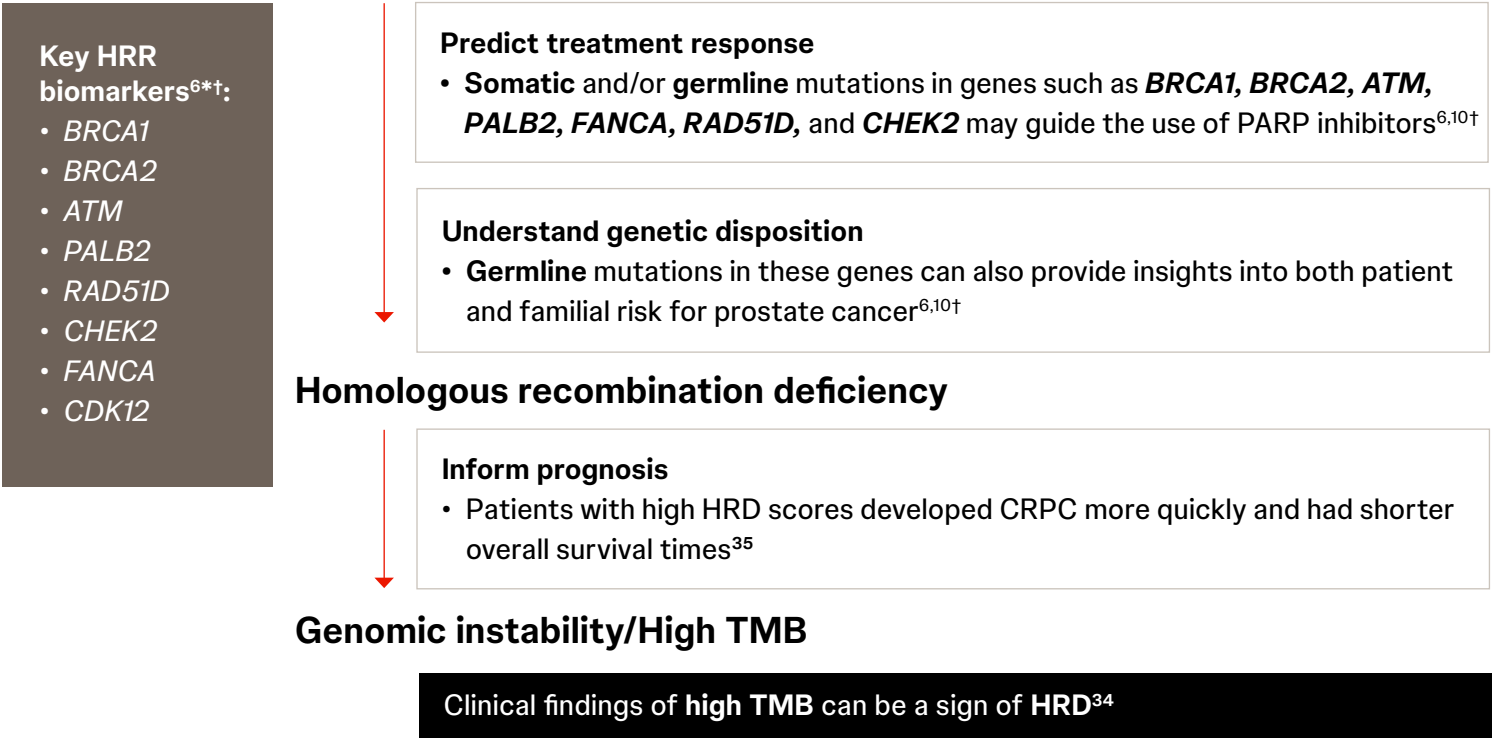 Key HRR
biomarkers⁶*†:
• BRCA1
• BRCA2
• ATM
• PALB2
• RAD51D
• CHEK2
• FANCA
• CDK12
Predict treatment response
• Somatic and/or germline mutations in genes such as BRCA1, BRCA2, ATM,
PALB2, FANCA, RAD51D, and CHEK2 may guide the use of PARP inhibitors⁶,¹⁰†
Understand genetic disposition
• Germline mutations in these genes can also provide insights into both patient
and familial risk for prostate cancer⁶,¹⁰†
Homologous recombination deficiency
Inform prognosis
• Patients with high HRD scores developed CRPC more quickly and had shorter
overall survival times³⁵
Genomic instability/High TMB
Clinical findings of high TMB can be a sign of HRD³⁴